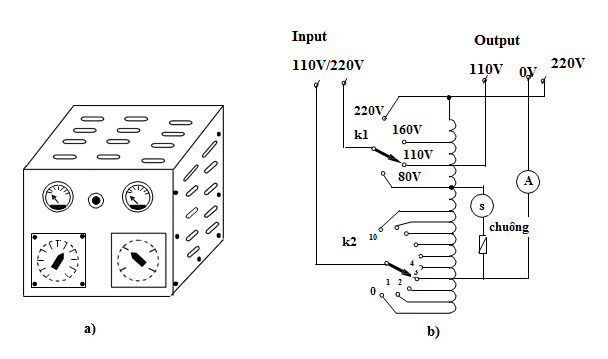 Input
Output
110V/220V
110V
0V
220V
220V
k1
160V
110V
80V
A
s
chuông
10
k2
4
3
1
2
0
a)
b)